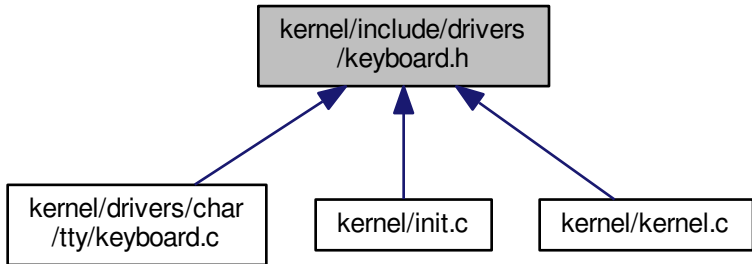 kernel/include/drivers
/keyboard.h
kernel/drivers/char
/tty/keyboard.c
kernel/init.c
kernel/kernel.c